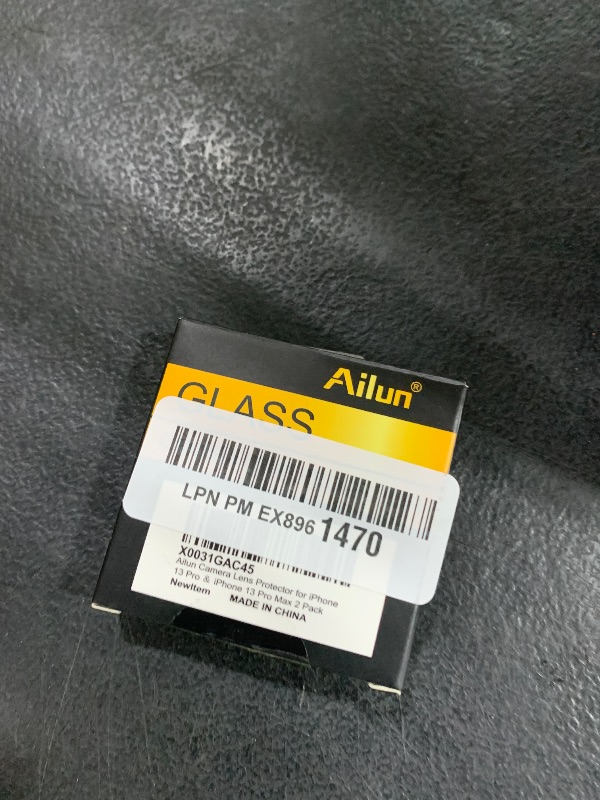 Ailun®
GLASS
LPN PM EX896 1470
X0031GAC45
Ailun Camera Lens Protector for iPhone
13 Pro & iPhone 13 Pro Max 2 Pack
NewItem MADE IN CHINA